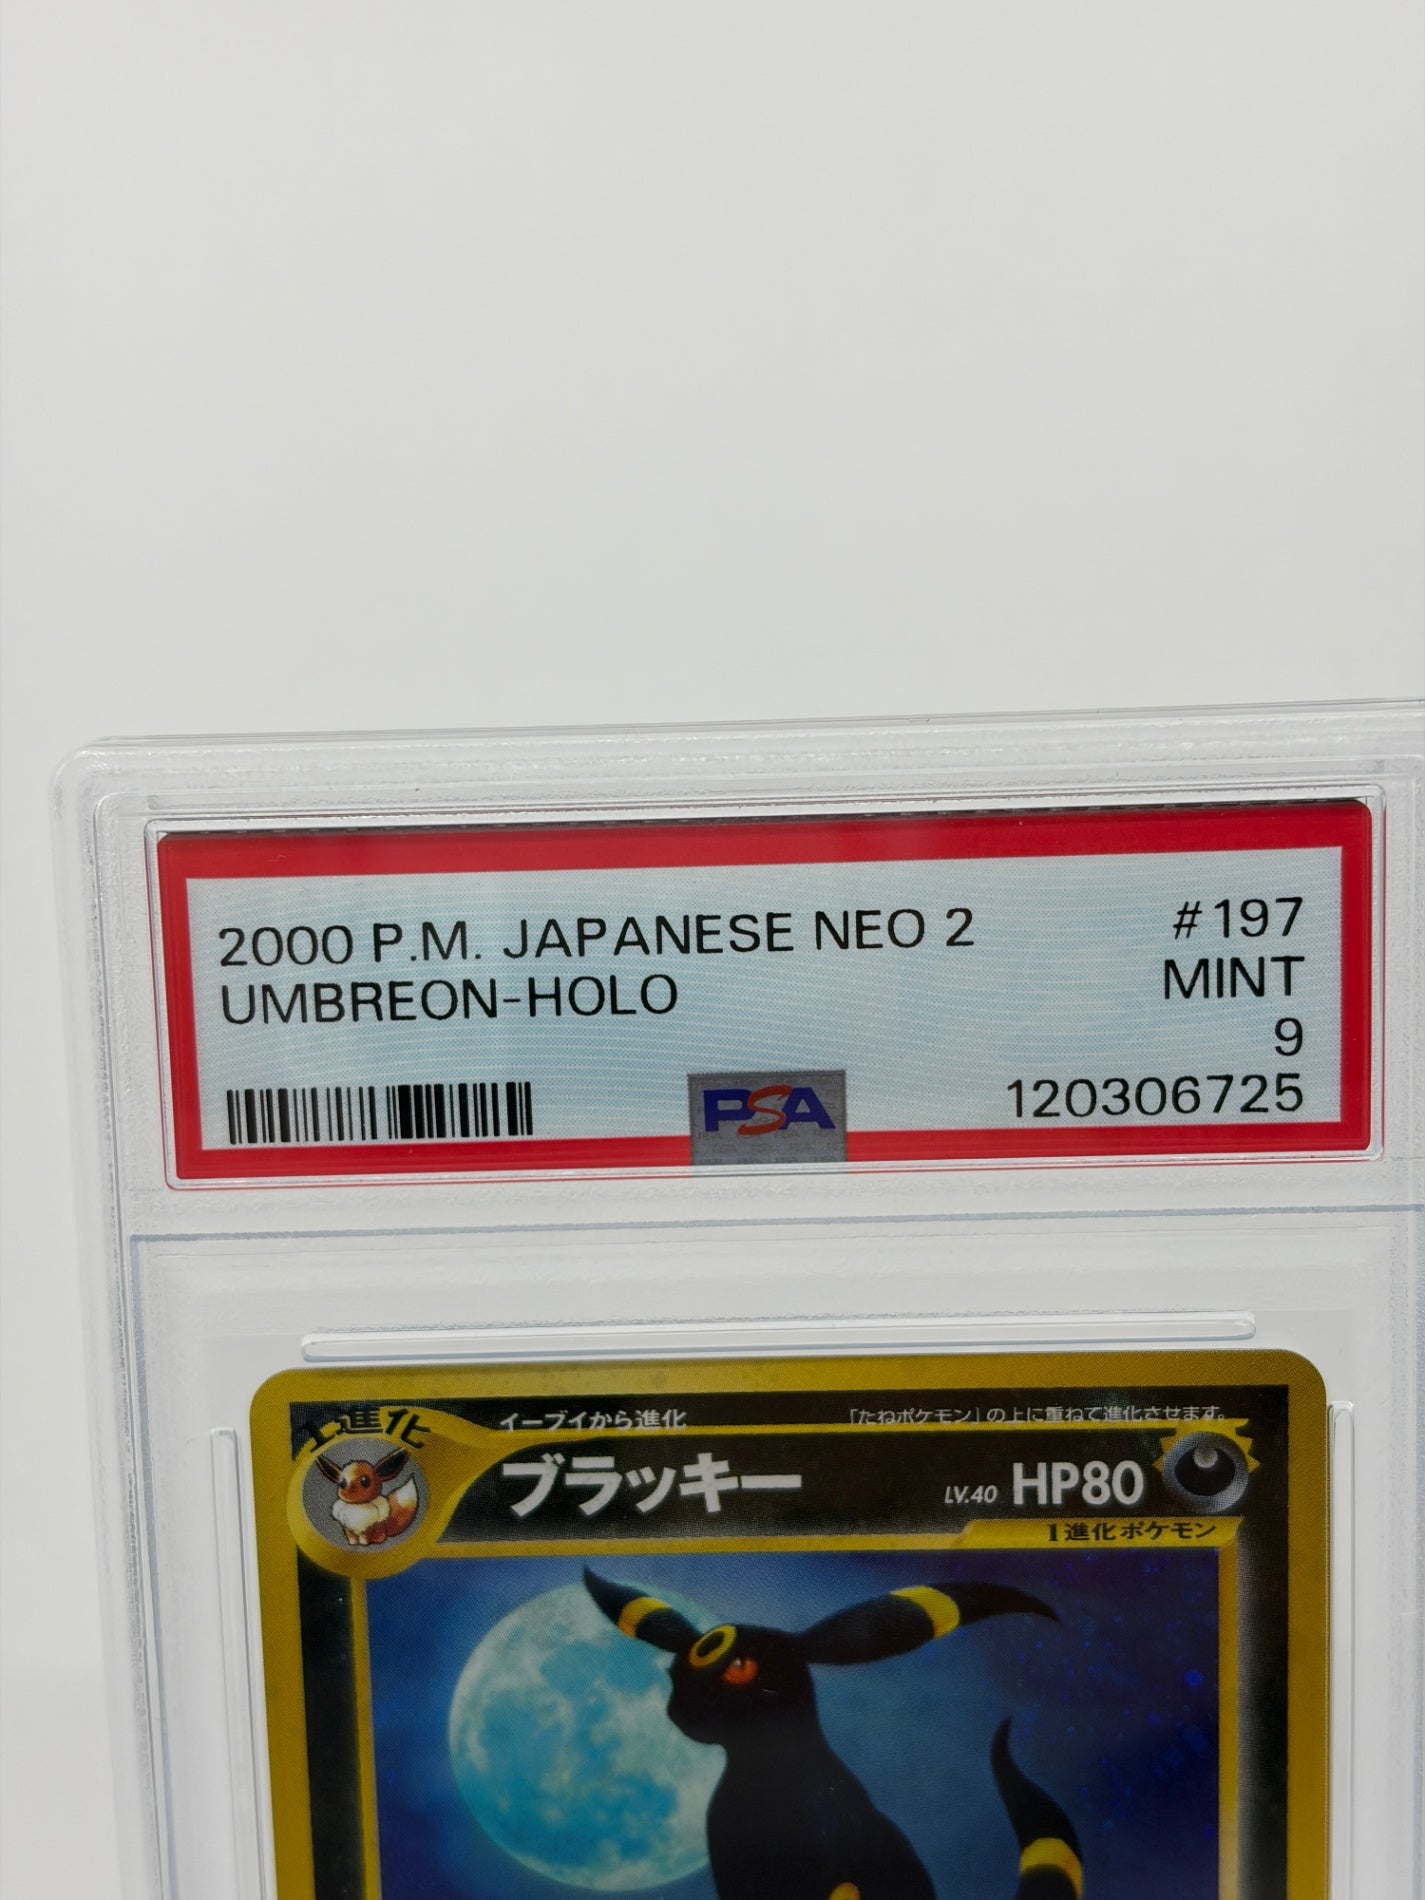 2000 P.M. JAPANESE NEO 2 #197
UMBREON-HOLO MINT
9
PSA 120306725
1進化
イーブイから進化 「たねポケモン」の上に重ねて進化させます。
ブラッキー LV.40 HP80
1進化ポケモン